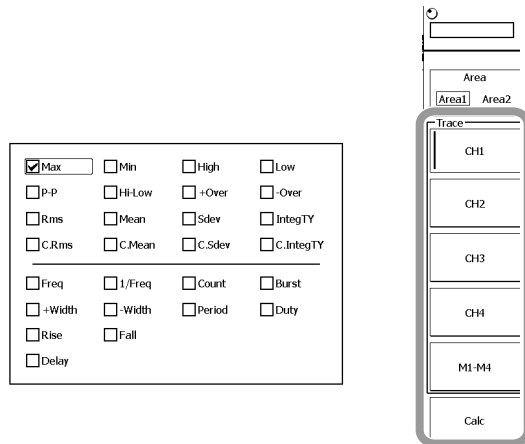 Max Min High Low
P-P Hi-Low +Over -Over
Rms Mean Sdev IntegTY
C.Rms C.Mean C.Sdev C.IntegTY
Freq 1/Freq Count Burst
+Width -Width Period Duty
Rise Fall
Delay
Area
Area1 Area2
Trace
CH1
CH2
CH3
CH4
M1-M4
Calc